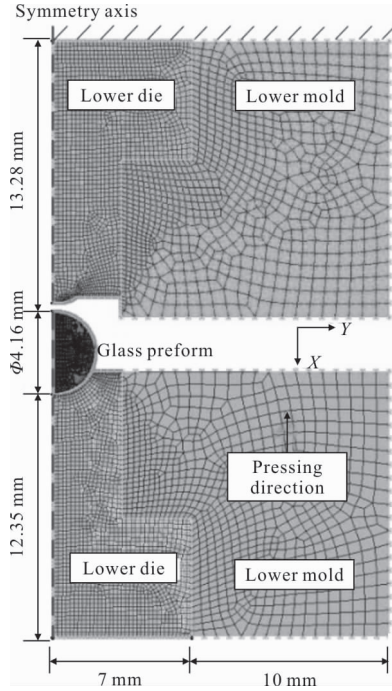 Symmetry axis
Lower die
Lower mold
13.28 mm
Φ4.16 mm
Glass preform
Y
X
12.35 mm
Pressing
direction
Lower die
Lower mold
7 mm
10 mm